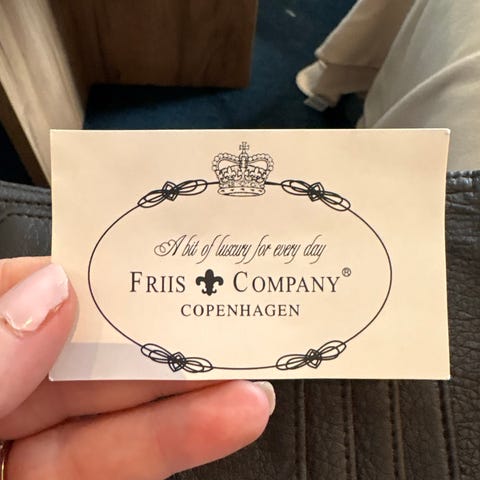 A bit of luxury for every day
FRIIS COMPANY®
COPENHAGEN